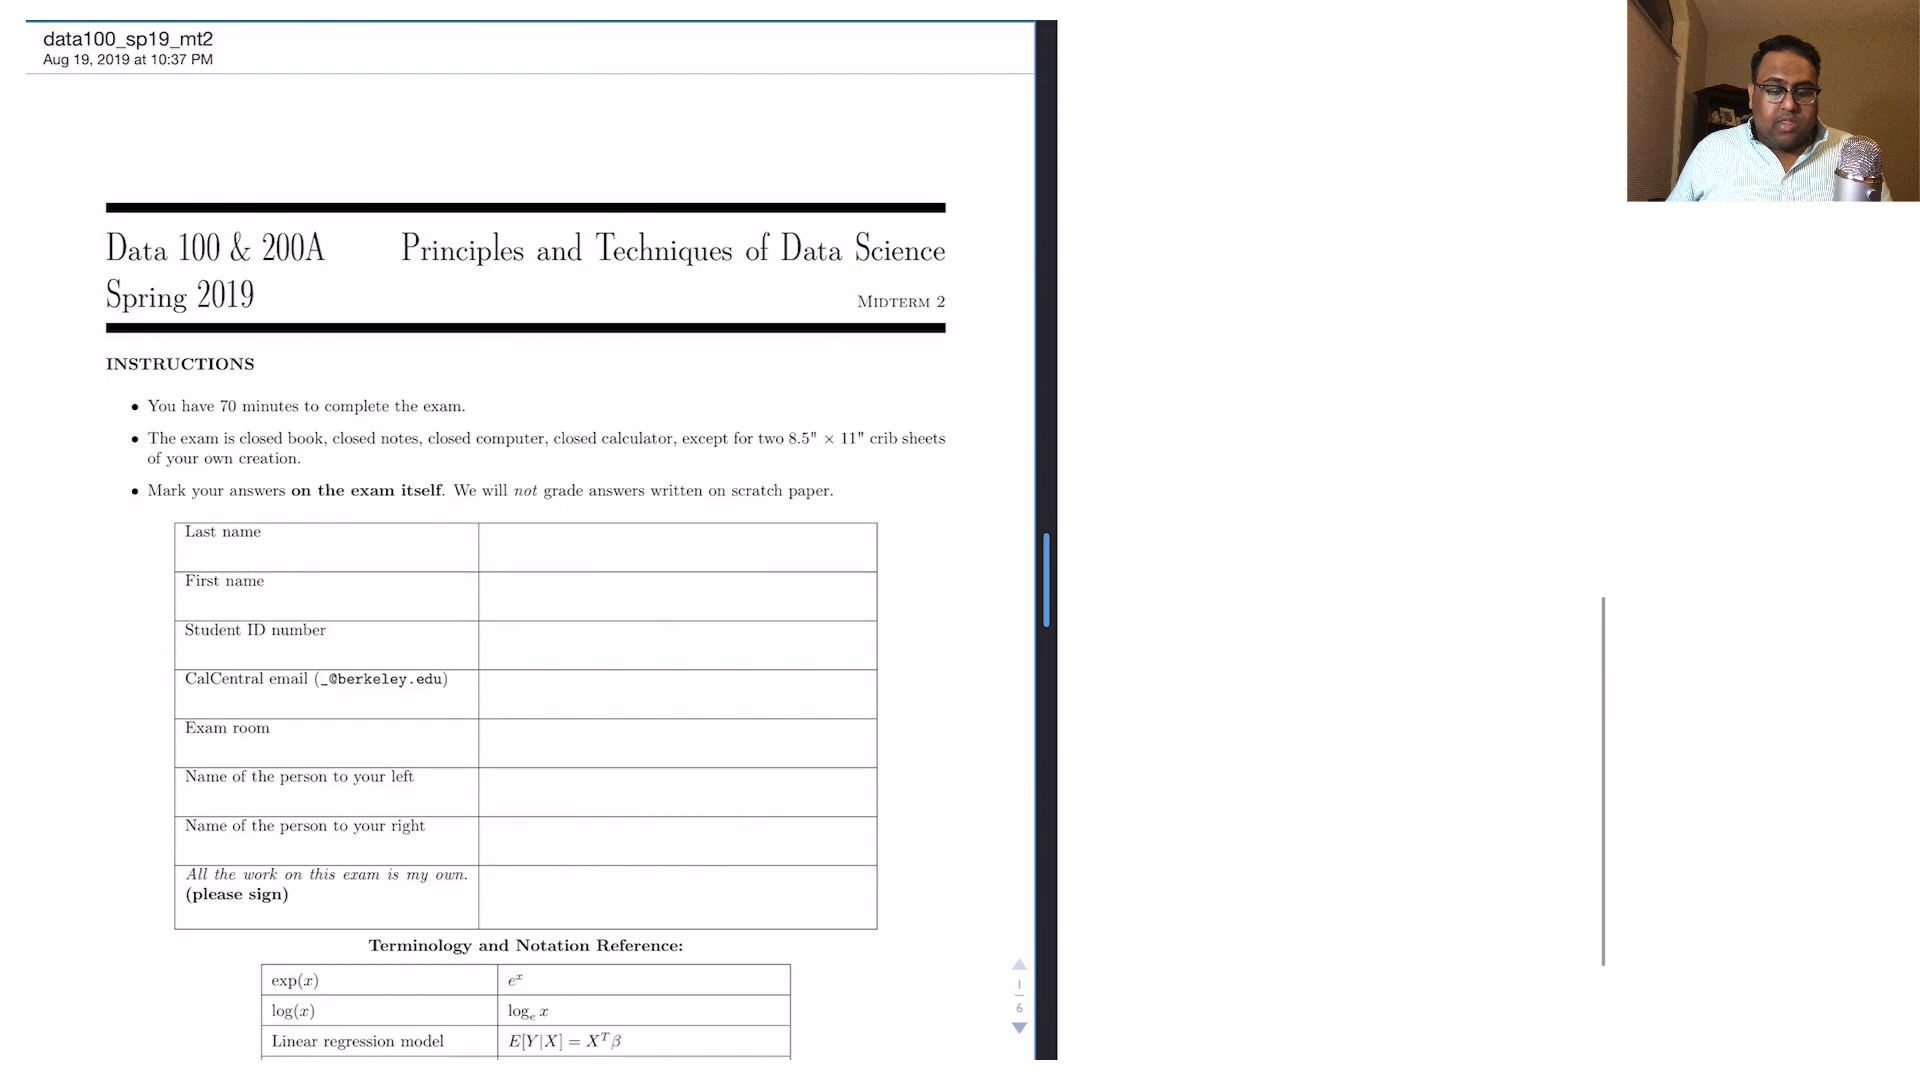 data100_sp19_mt2
Aug 19, 2019 at 10:37 PM
Data 100 & 200A Principles and Techniques of Data Science
Spring 2019 MIDTERM 2
INSTRUCTIONS
• You have 70 minutes to complete the exam.
• The exam is closed book, closed notes, closed computer, closed calculator, except for two 8.5" × 11" crib sheets
of your own creation.
• Mark your answers on the exam itself. We will not grade answers written on scratch paper.
Last name
First name
Student ID number
CalCentral email (_@berkeley.edu)
Exam room
Name of the person to your left
Name of the person to your right
All the work on this exam is my own.
(please sign)
Terminology and Notation Reference:
exp(x) e^x
log(x) log_e x
Linear regression model E[Y|X] = X^T β
1
6